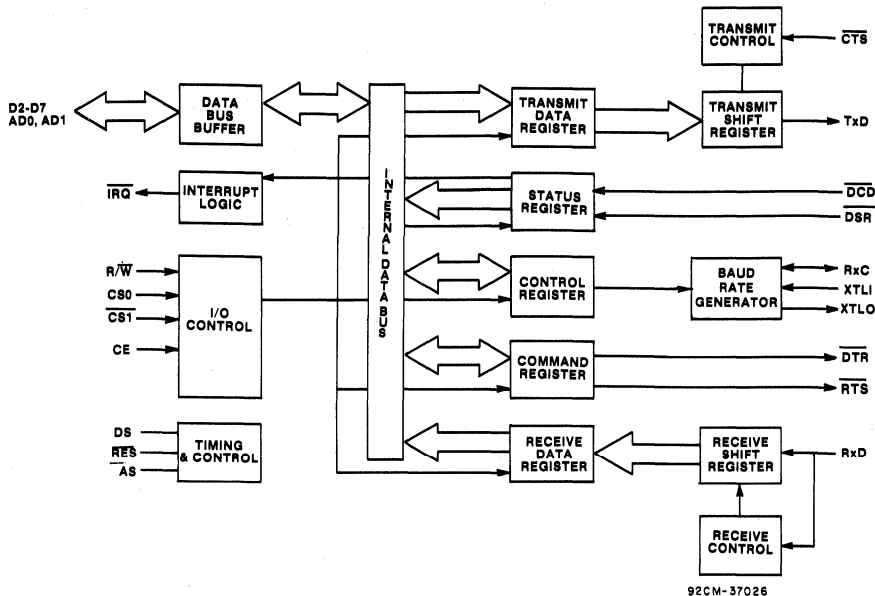 TRANSMIT
CONTROL
CTS
D2-D7
AD0, AD1
DATA
BUS
BUFFER
TRANSMIT
DATA
REGISTER
TRANSMIT
SHIFT
REGISTER
TxD
IRQ
INTERRUPT
LOGIC
INTERNAL DATA BUS
STATUS
REGISTER
DCD
DSR
R/W
CS0
CS1
CE
I/O
CONTROL
CONTROL
REGISTER
BAUD
RATE
GENERATOR
RxC
XTLI
XTLO
COMMAND
REGISTER
DTR
RTS
DS
RES
AS
TIMING
& CONTROL
RECEIVE
DATA
REGISTER
RECEIVE
SHIFT
REGISTER
RxD
RECEIVE
CONTROL
92CM-37026